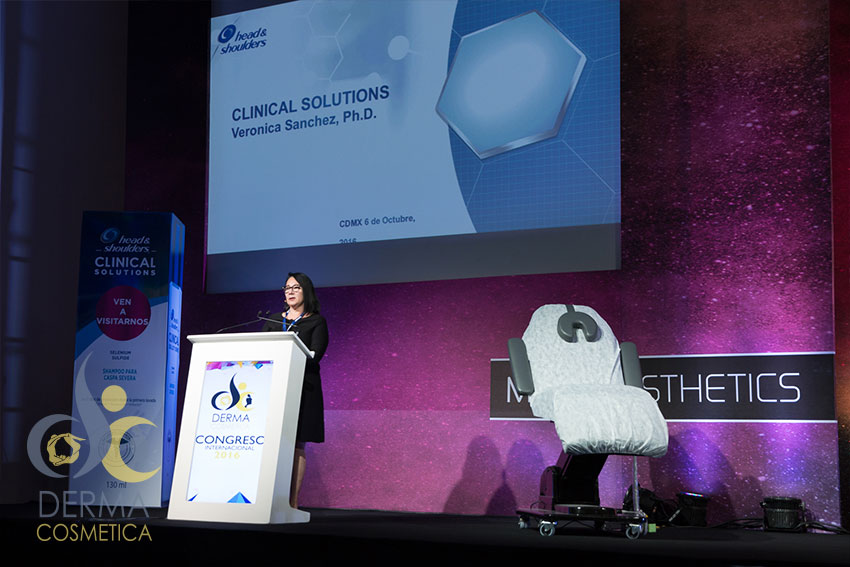 head&
shoulders
CLINICAL SOLUTIONS
Veronica Sanchez, Ph.D.
CDMX 6 de Octubre,
2016
head&
shoulders
CLINICAL
SOLUTIONS
VEN
A
VISITARNOS
SELENIUM
SULFIDE
SHAMPOO PARA
CASPA SEVERA
130 ml
DERMA
COSMETICA
CONGRESO
INTERNACIONAL
2016
STHETICS
DERMA
COSMETICA